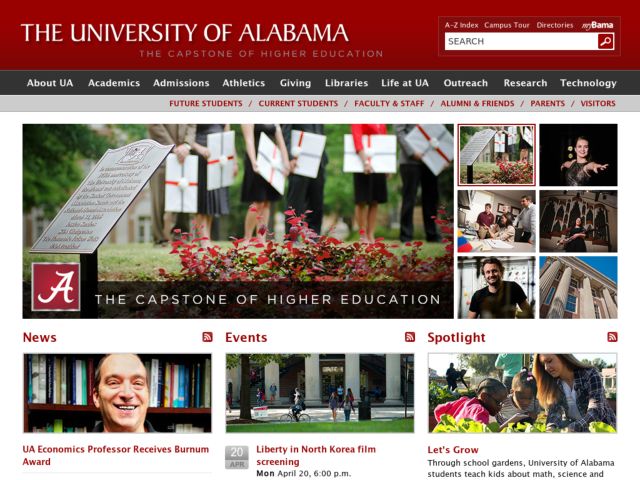 THE UNIVERSITY OF ALABAMA
THE CAPSTONE OF HIGHER EDUCATION
A-Z Index Campus Tour Directories myBama
SEARCH
About UA Academics Admissions Athletics Giving Libraries Life at UA Outreach Research Technology
FUTURE STUDENTS / CURRENT STUDENTS / FACULTY & STAFF / ALUMNI & FRIENDS / PARENTS / VISITORS
A
THE CAPSTONE OF HIGHER EDUCATION
News
Events
Spotlight
UA Economics Professor Receives Burnum
Award
20
APR
Liberty in North Korea film
screening
Mon April 20, 6:00 p.m.
Let's Grow
Through school gardens, University of Alabama
students teach kids about math, science and